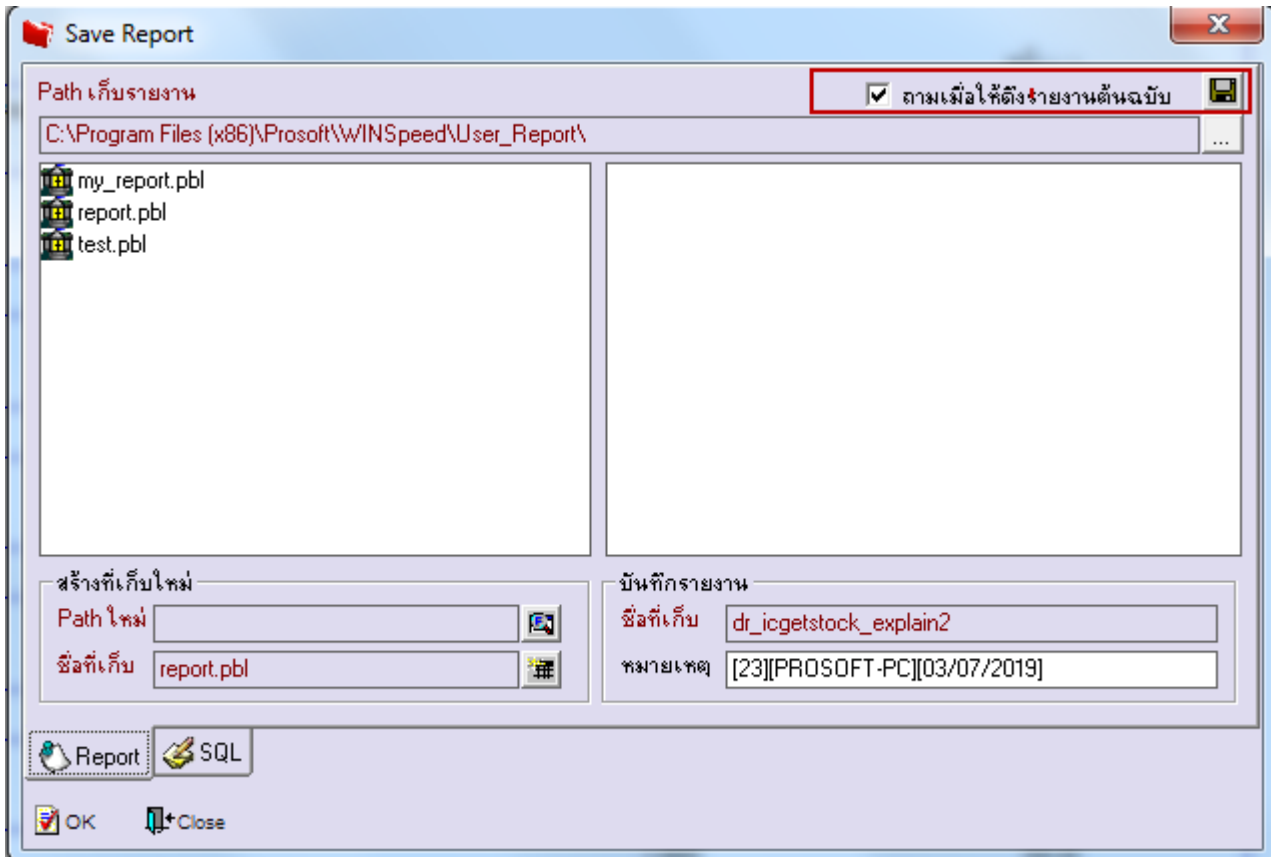 Save Report
Path เก็บรายงาน
ถามเมื่อให้ดึงรายงานต้นฉบับ
C:\Program Files (x86)\Prosoft\WINSpeed\User_Report\
...
my_report.pbl
report.pbl
test.pbl
สร้างที่เก็บใหม่
Path ใหม่
ชื่อที่เก็บ report.pbl
บันทึกรายงาน
ชื่อที่เก็บ dr_icgetstock_explain2
หมายเหตุ [23][PROSOFT-PC][03/07/2019]
Report SQL
OK Close